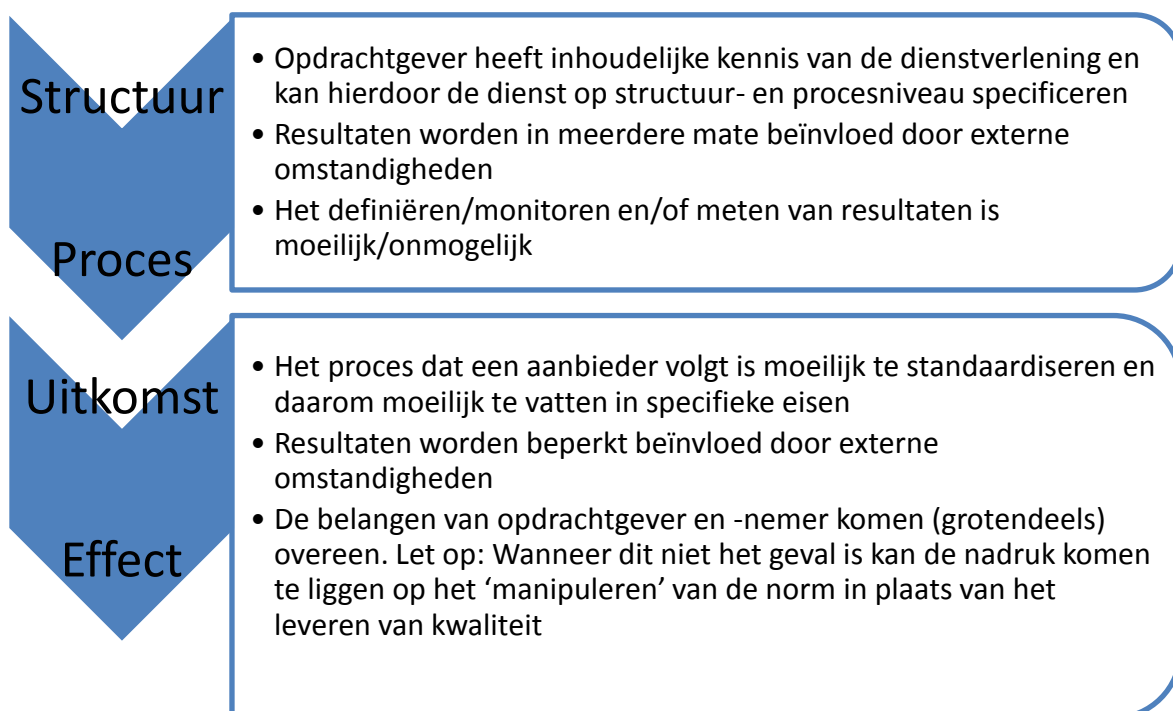 Structuur
Proces
• Opdrachtgever heeft inhoudelijke kennis van de dienstverlening en
kan hierdoor de dienst op structuur- en procesniveau specificeren
• Resultaten worden in meerdere mate beïnvloed door externe
omstandigheden
• Het definiëren/monitoren en/of meten van resultaten is
moeilijk/onmogelijk
Uitkomst
Effect
• Het proces dat een aanbieder volgt is moeilijk te standaardiseren en
daarom moeilijk te vatten in specifieke eisen
• Resultaten worden beperkt beïnvloed door externe
omstandigheden
• De belangen van opdrachtgever en -nemer komen (grotendeels)
overeen. Let op: Wanneer dit niet het geval is kan de nadruk komen
te liggen op het ‘manipuleren’ van de norm in plaats van het
leveren van kwaliteit